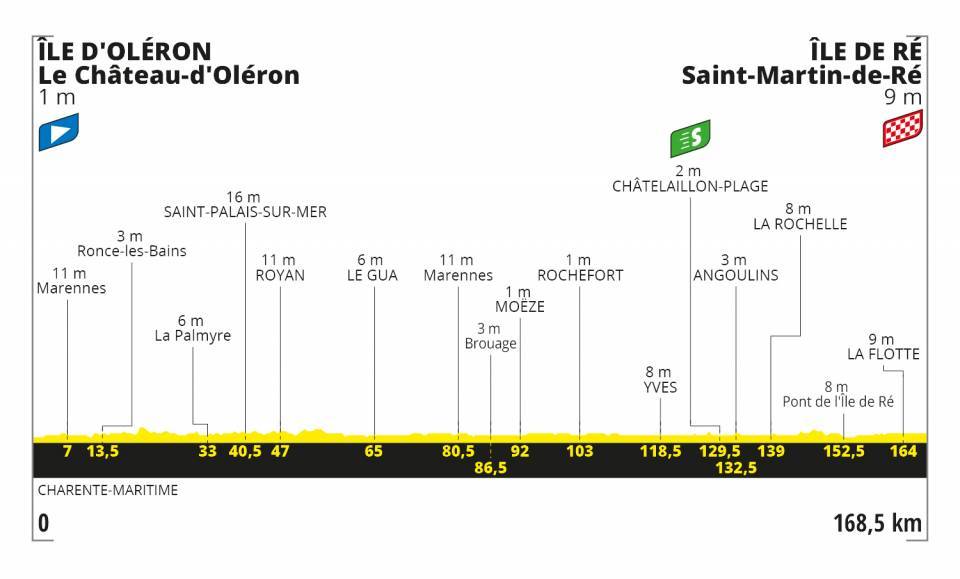 ÎLE D'OLÉRON
Le Château-d'Oléron
1 m
ÎLE DE RÉ
Saint-Martin-de-Ré
9 m
S
2 m
CHÂTELAILLON-PLAGE
16 m
SAINT-PALAIS-SUR-MER
8 m
LA ROCHELLE
3 m
Ronce-les-Bains
11 m
Marennes
11 m
ROYAN
6 m
LE GUA
11 m
Marennes
1 m
ROCHEFORT
3 m
ANGOULINS
1 m
MOËZE
6 m
La Palmyre
3 m
Brouage
9 m
LA FLOTTE
8 m
YVES
8 m
Pont de l'Île de Ré
7 13,5 33 40,5 47 65 80,5 92 103 118,5 129,5 139 152,5 164
86,5 132,5
CHARENTE-MARITIME
0
168,5 km